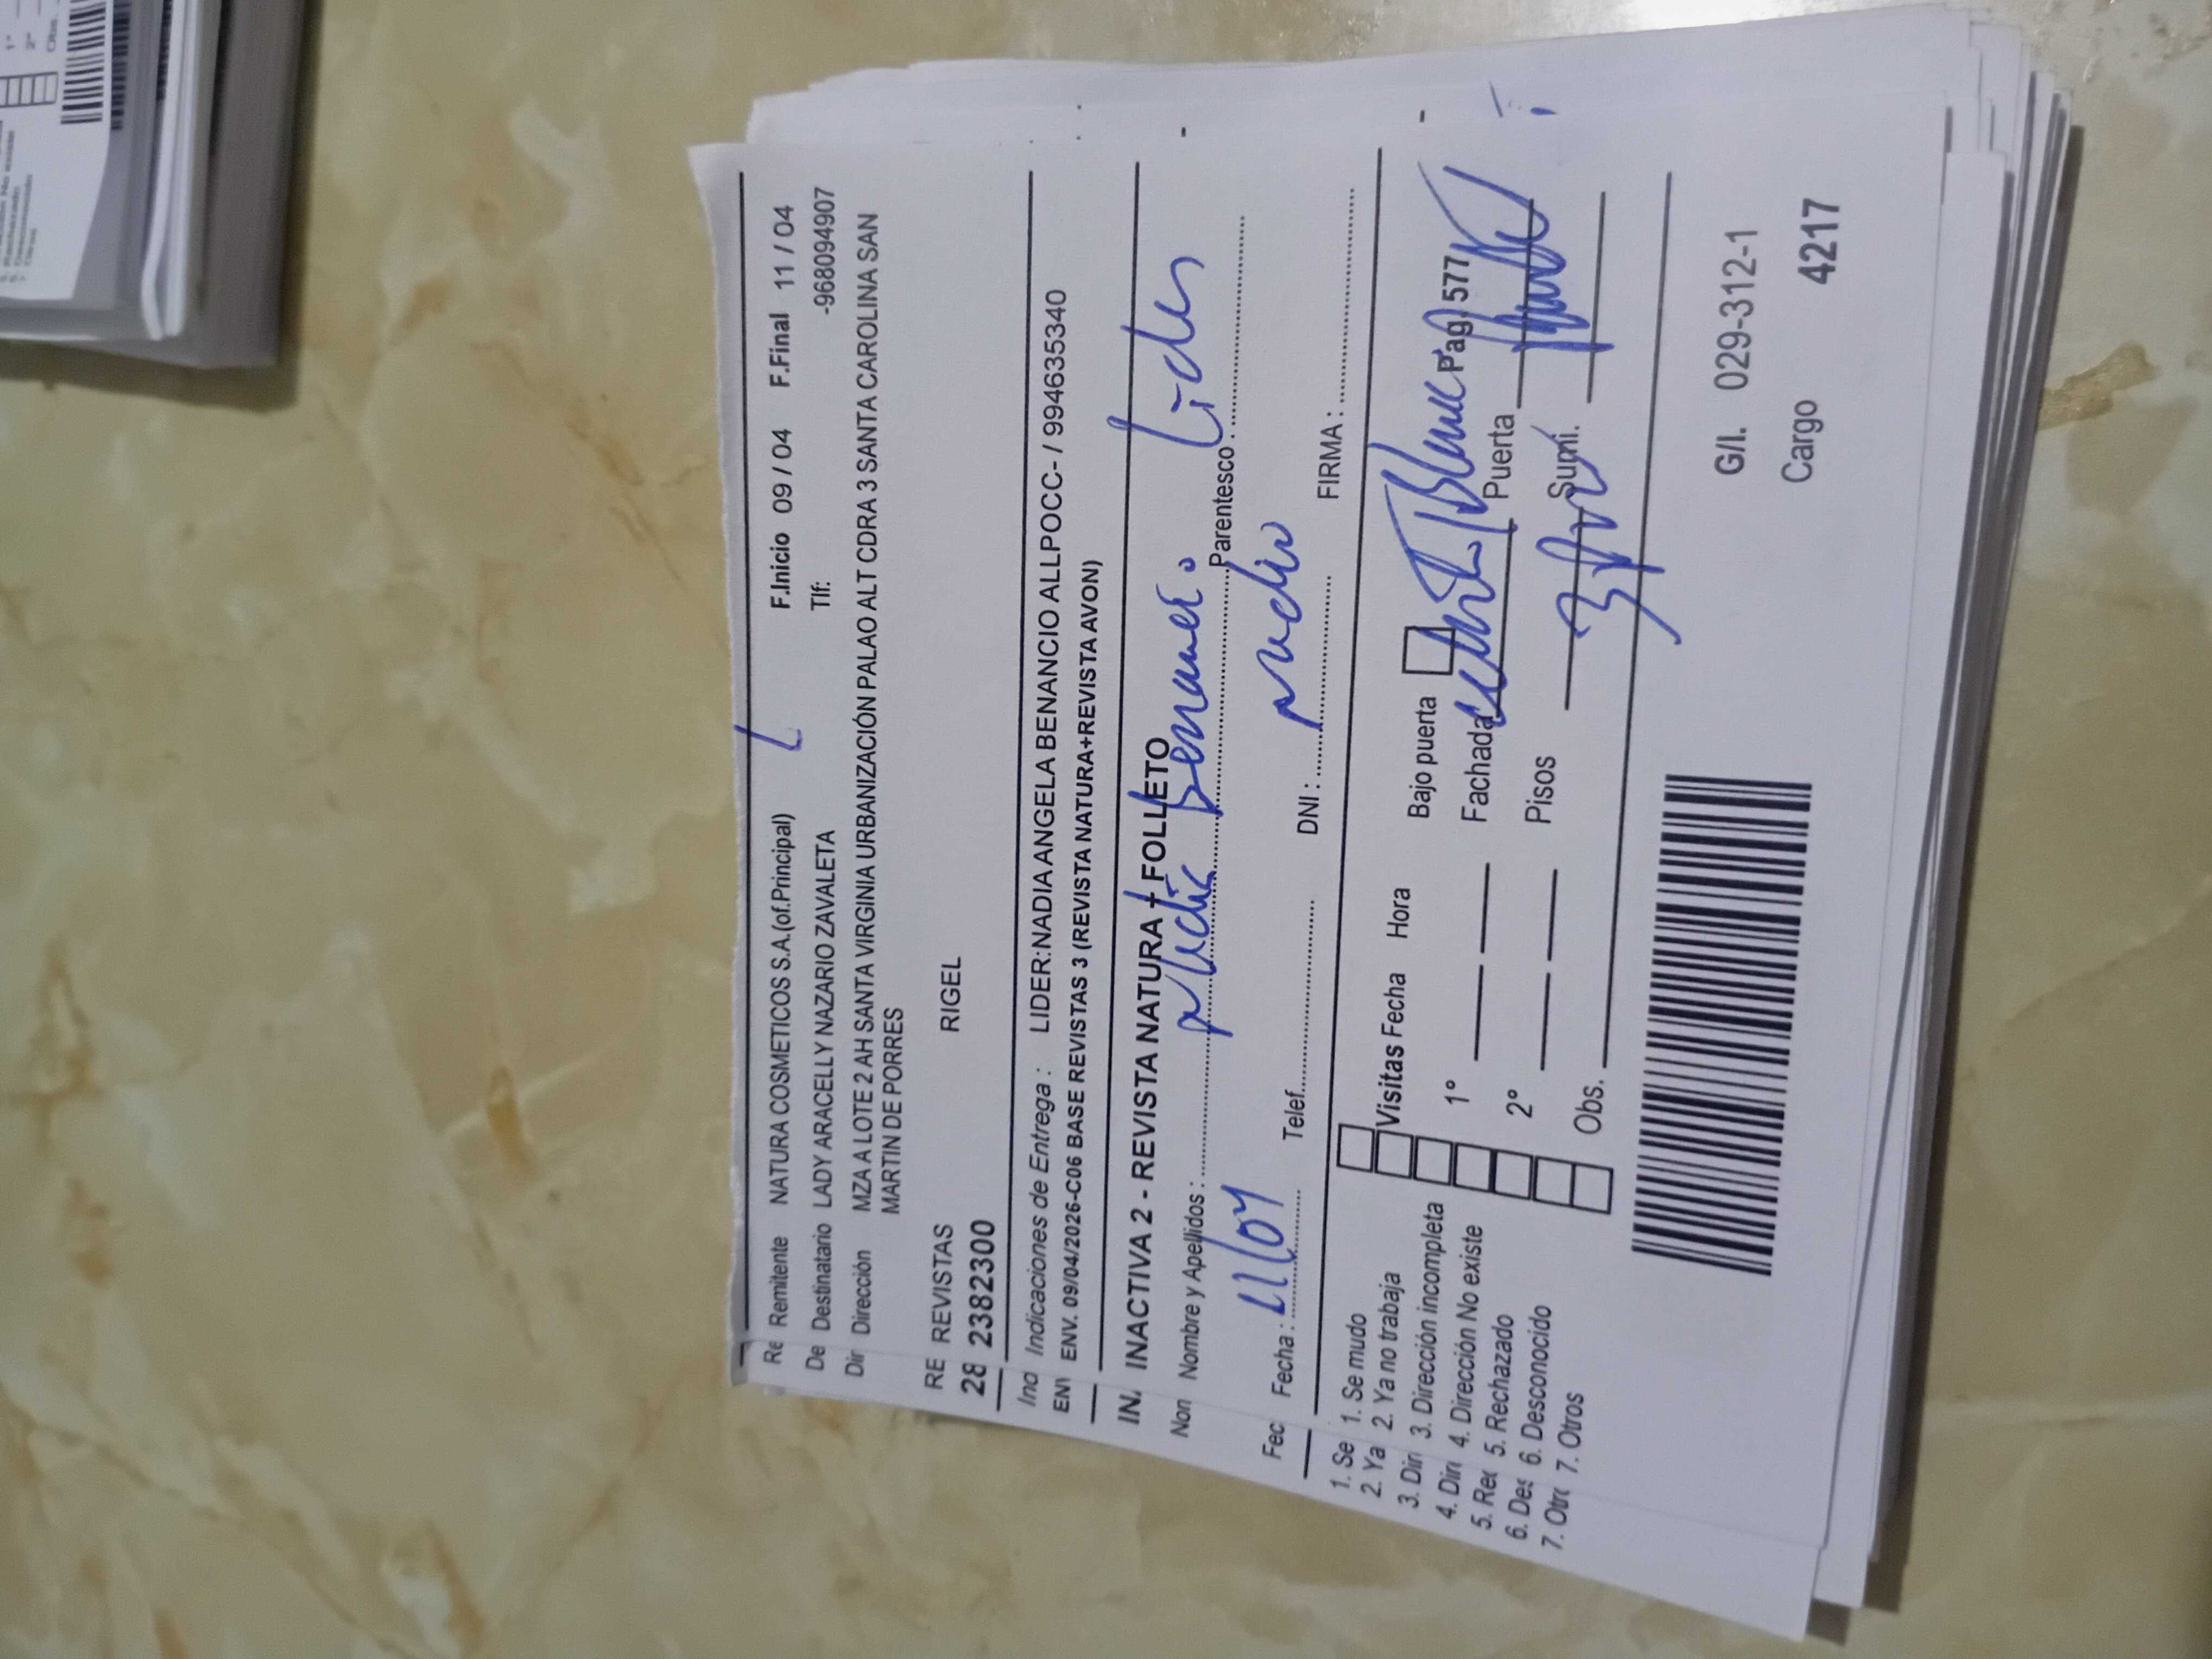 Remitente NATURA COSMETICOS S.A.(of.Principal) F.Inicio 09 / 04 F.Final 11 / 04
Destinatario LADY ARACELLY NAZARIO ZAVALETA Tlf: -968094907
Dirección MZA A LOTE 2 AH SANTA VIRGINIA URBANIZACIÓN PALAO ALT CDRA 3 SANTA CAROLINA SAN
MARTIN DE PORRES
REVISTAS RIGEL
2382300
Indicaciones de Entrega : LIDER:NADIA ANGELA BENANCIO ALLPOCC- / 994635340
ENV. 09/04/2026-C06 BASE REVISTAS 3 (REVISTA NATURA+REVISTA AVON)
INACTIVA 2 - REVISTA NATURA + FOLLETO
Nombre y Apellidos : Parentesco : Lider
Fecha : 11/04 Telef. DNI : FIRMA :
1. Se mudo
2. Ya no trabaja
3. Dirección incompleta
4. Dirección No existe
5. Rechazado
6. Desconocido
7. Otros
Visitas Fecha Hora Bajo puerta Pag. 577
1° Fachada Puerta
2° Pisos Sumi.
Obs.
G/I. 029-312-1
Cargo 4217